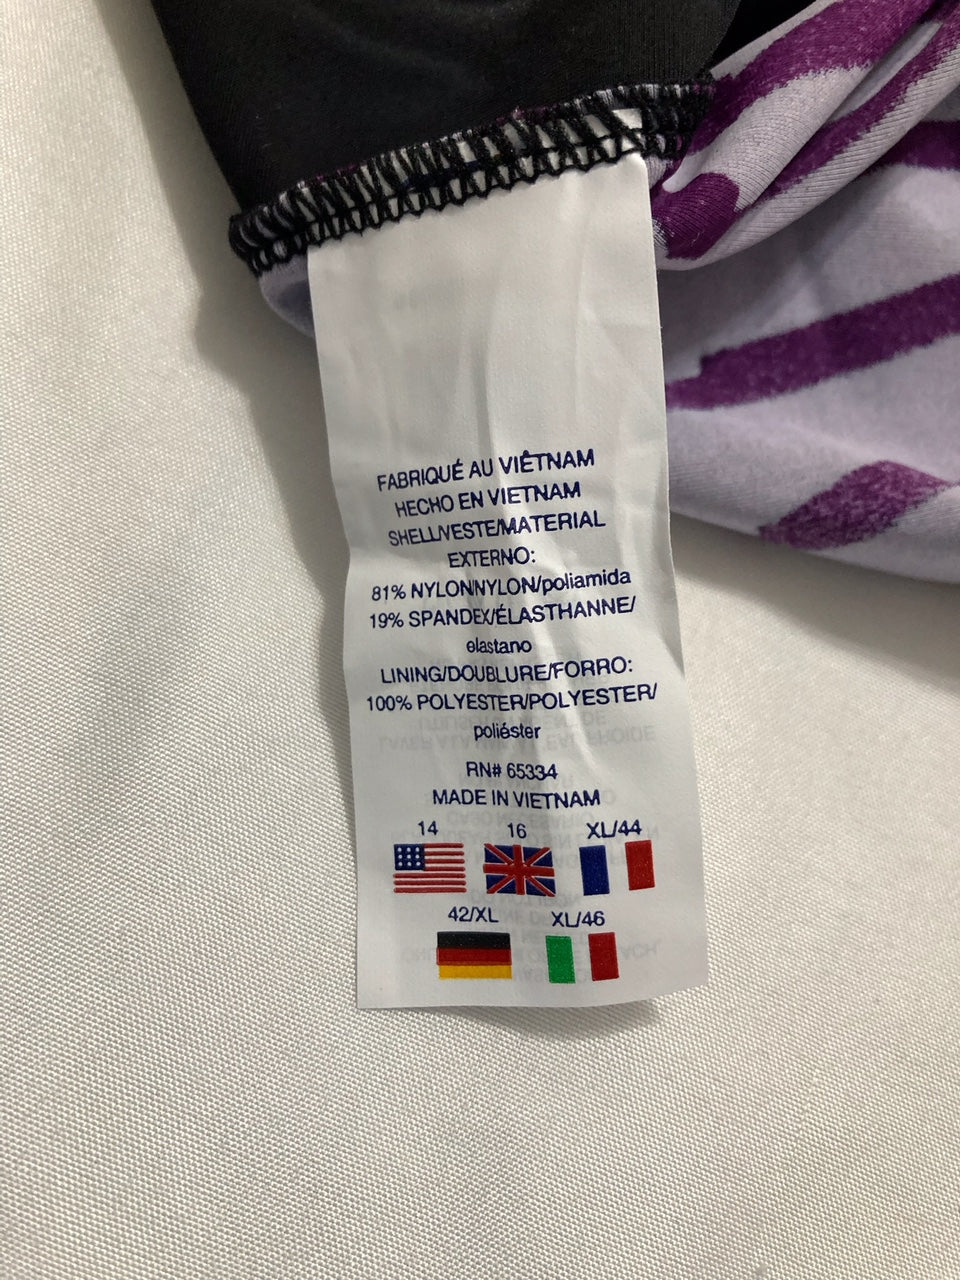 FABRIQUÉ AU VIÊTNAM
HECHO EN VIETNAM
SHELL/VESTE/MATERIAL
EXTERNO:
81% NYLON/NYLON/poliamida
19% SPANDEX/ÉLASTHANNE/
elastano
LINING/DOUBLURE/FORRO:
100% POLYESTER/POLYESTER/
poliéster
RN# 65334
MADE IN VIETNAM
14 16 XL/44
42/XL XL/46